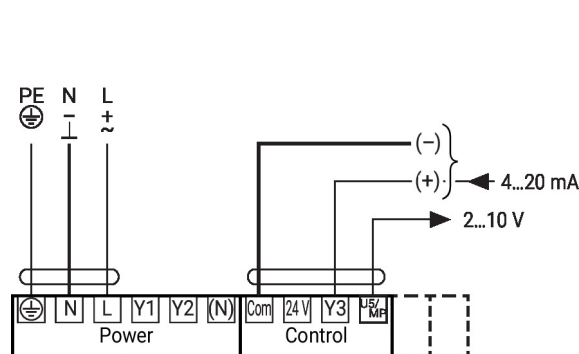 PE N L
– – +
⊥ ~
(–)
(+) 4...20 mA
2...10 V
N L Y1 Y2 (N) Com 24 V Y3 U5/MP
Power Control